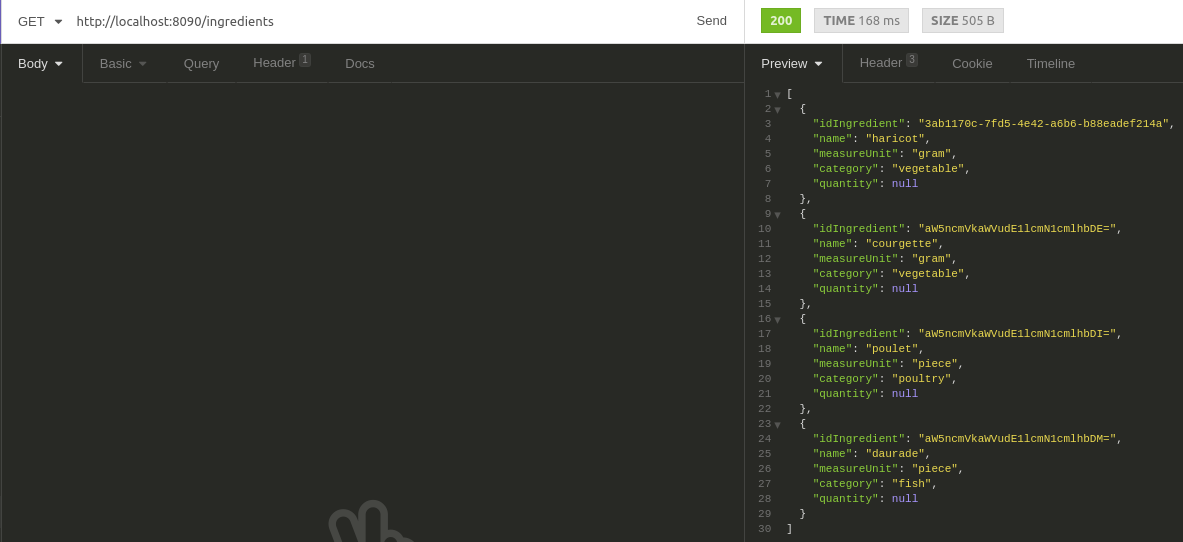 GET http://localhost:8090/ingredients Send 200 TIME 168 ms SIZE 505 B
Body Basic Query Header 1 Docs Preview Header 3 Cookie Timeline
1 [
2 {
3 "idIngredient": "3ab1170c-7fd5-4e42-a6b6-b88eadef214a",
4 "name": "haricot",
5 "measureUnit": "gram",
6 "category": "vegetable",
7 "quantity": null
8 },
9 {
10 "idIngredient": "aW5ncmVkaWVudE1lcmN1cmlhbDE=",
11 "name": "courgette",
12 "measureUnit": "gram",
13 "category": "vegetable",
14 "quantity": null
15 },
16 {
17 "idIngredient": "aW5ncmVkaWVudE1lcmN1cmlhbDI=",
18 "name": "poulet",
19 "measureUnit": "piece",
20 "category": "poultry",
21 "quantity": null
22 },
23 {
24 "idIngredient": "aW5ncmVkaWVudE1lcmN1cmlhbDM=",
25 "name": "daurade",
26 "measureUnit": "piece",
27 "category": "fish",
28 "quantity": null
29 }
30 ]